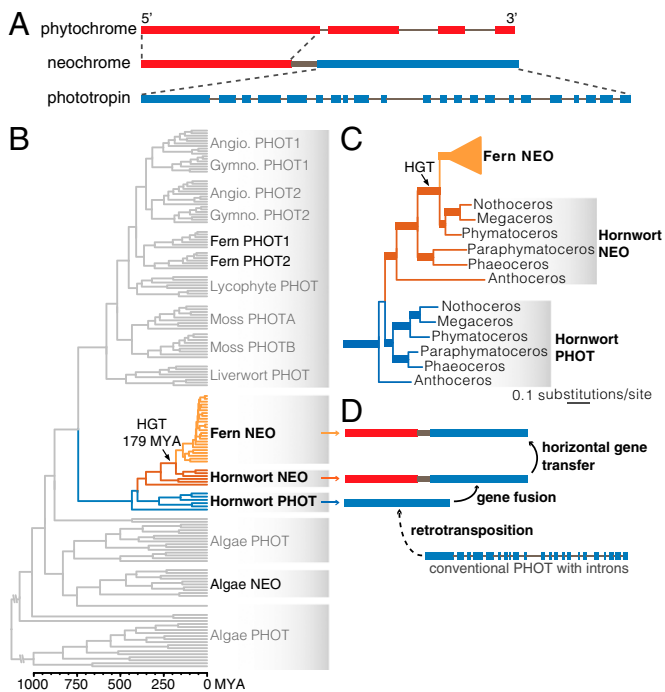 A
5'
3'
phytochrome
neochrome
phototropin
B
Angio. PHOT1
Gymno. PHOT1
Angio. PHOT2
Gymno. PHOT2
Fern PHOT1
Fern PHOT2
Lycophyte PHOT
Moss PHOTA
Moss PHOTB
Liverwort PHOT
HGT
179 MYA
Fern NEO
Hornwort NEO
Hornwort PHOT
Algae PHOT
Algae NEO
Algae PHOT
1000 750 500 250 0 MYA
C
HGT
Fern NEO
Nothoceros
Megaceros
Phymatoceros
Paraphymatoceros
Phaeoceros
Anthoceros
Hornwort
NEO
Nothoceros
Megaceros
Phymatoceros
Paraphymatoceros
Phaeoceros
Anthoceros
Hornwort
PHOT
0.1 substitutions/site
D
horizontal gene
transfer
gene fusion
retrotransposition
conventional PHOT with introns